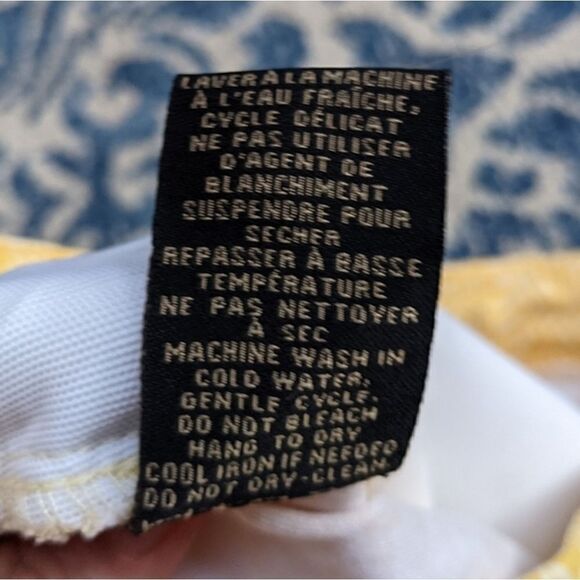 LAVER À LA MACHINE
À L'EAU FRAÎCHE,
CYCLE DÉLICAT
NE PAS UTILISER
D'AGENT DE
BLANCHIMENT
SUSPENDRE POUR
SECHER
REPASSER À BASSE
TEMPÉRATURE
NE PAS NETTOYER
À SEC
MACHINE WASH IN
COLD WATER.
GENTLE CYCLE.
DO NOT BLEACH
HANG TO DRY
COOL IRON IF NEEDED
DO NOT DRY-CLEAN